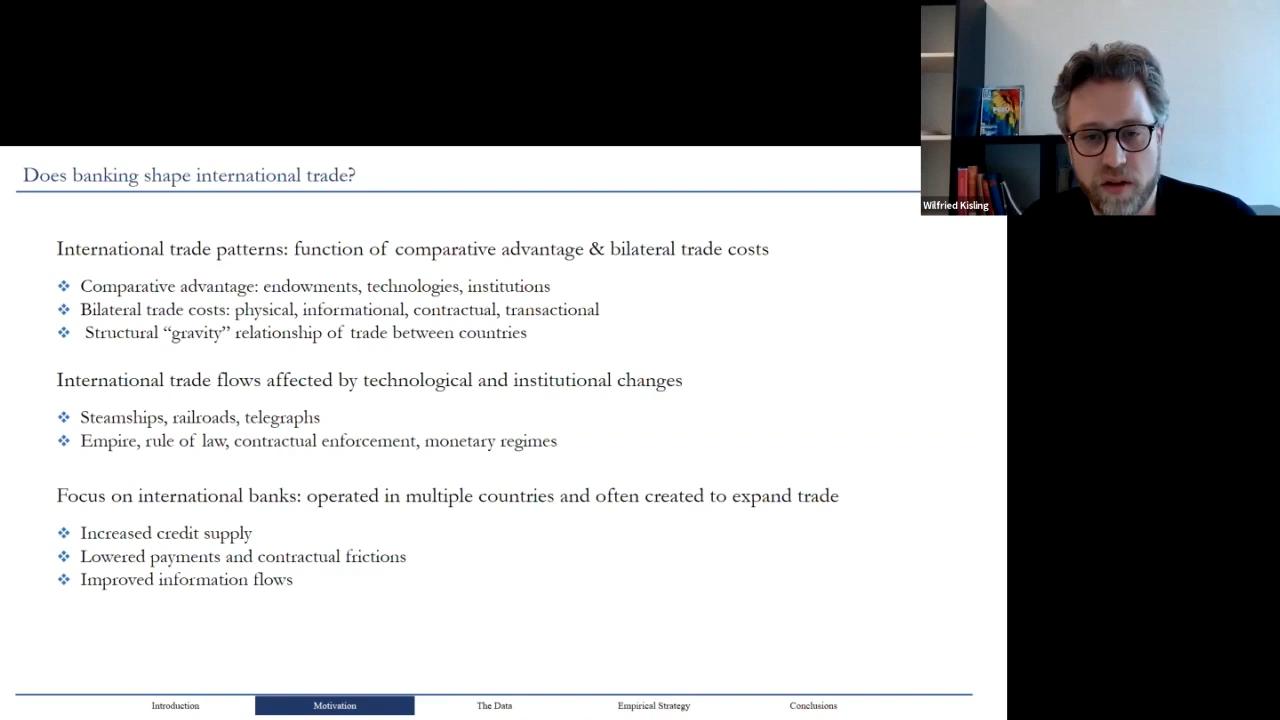 Wilfried Kisling
Does banking shape international trade?
International trade patterns: function of comparative advantage & bilateral trade costs
Comparative advantage: endowments, technologies, institutions
Bilateral trade costs: physical, informational, contractual, transactional
Structural “gravity” relationship of trade between countries
International trade flows affected by technological and institutional changes
Steamships, railroads, telegraphs
Empire, rule of law, contractual enforcement, monetary regimes
Focus on international banks: operated in multiple countries and often created to expand trade
Increased credit supply
Lowered payments and contractual frictions
Improved information flows
Introduction
Motivation
The Data
Empirical Strategy
Conclusions